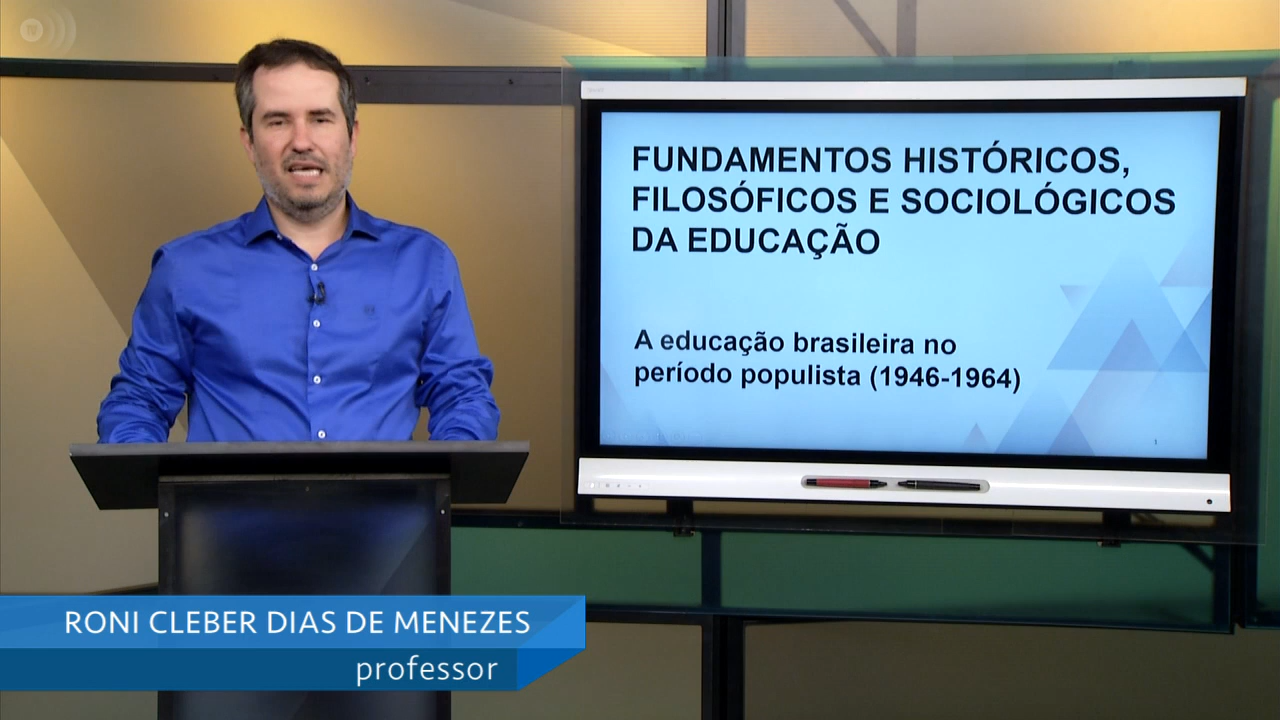 FUNDAMENTOS HISTÓRICOS,
FILOSÓFICOS E SOCIOLÓGICOS
DA EDUCAÇÃO
A educação brasileira no
período populista (1946-1964)
1
RONI CLEBER DIAS DE MENEZES
professor